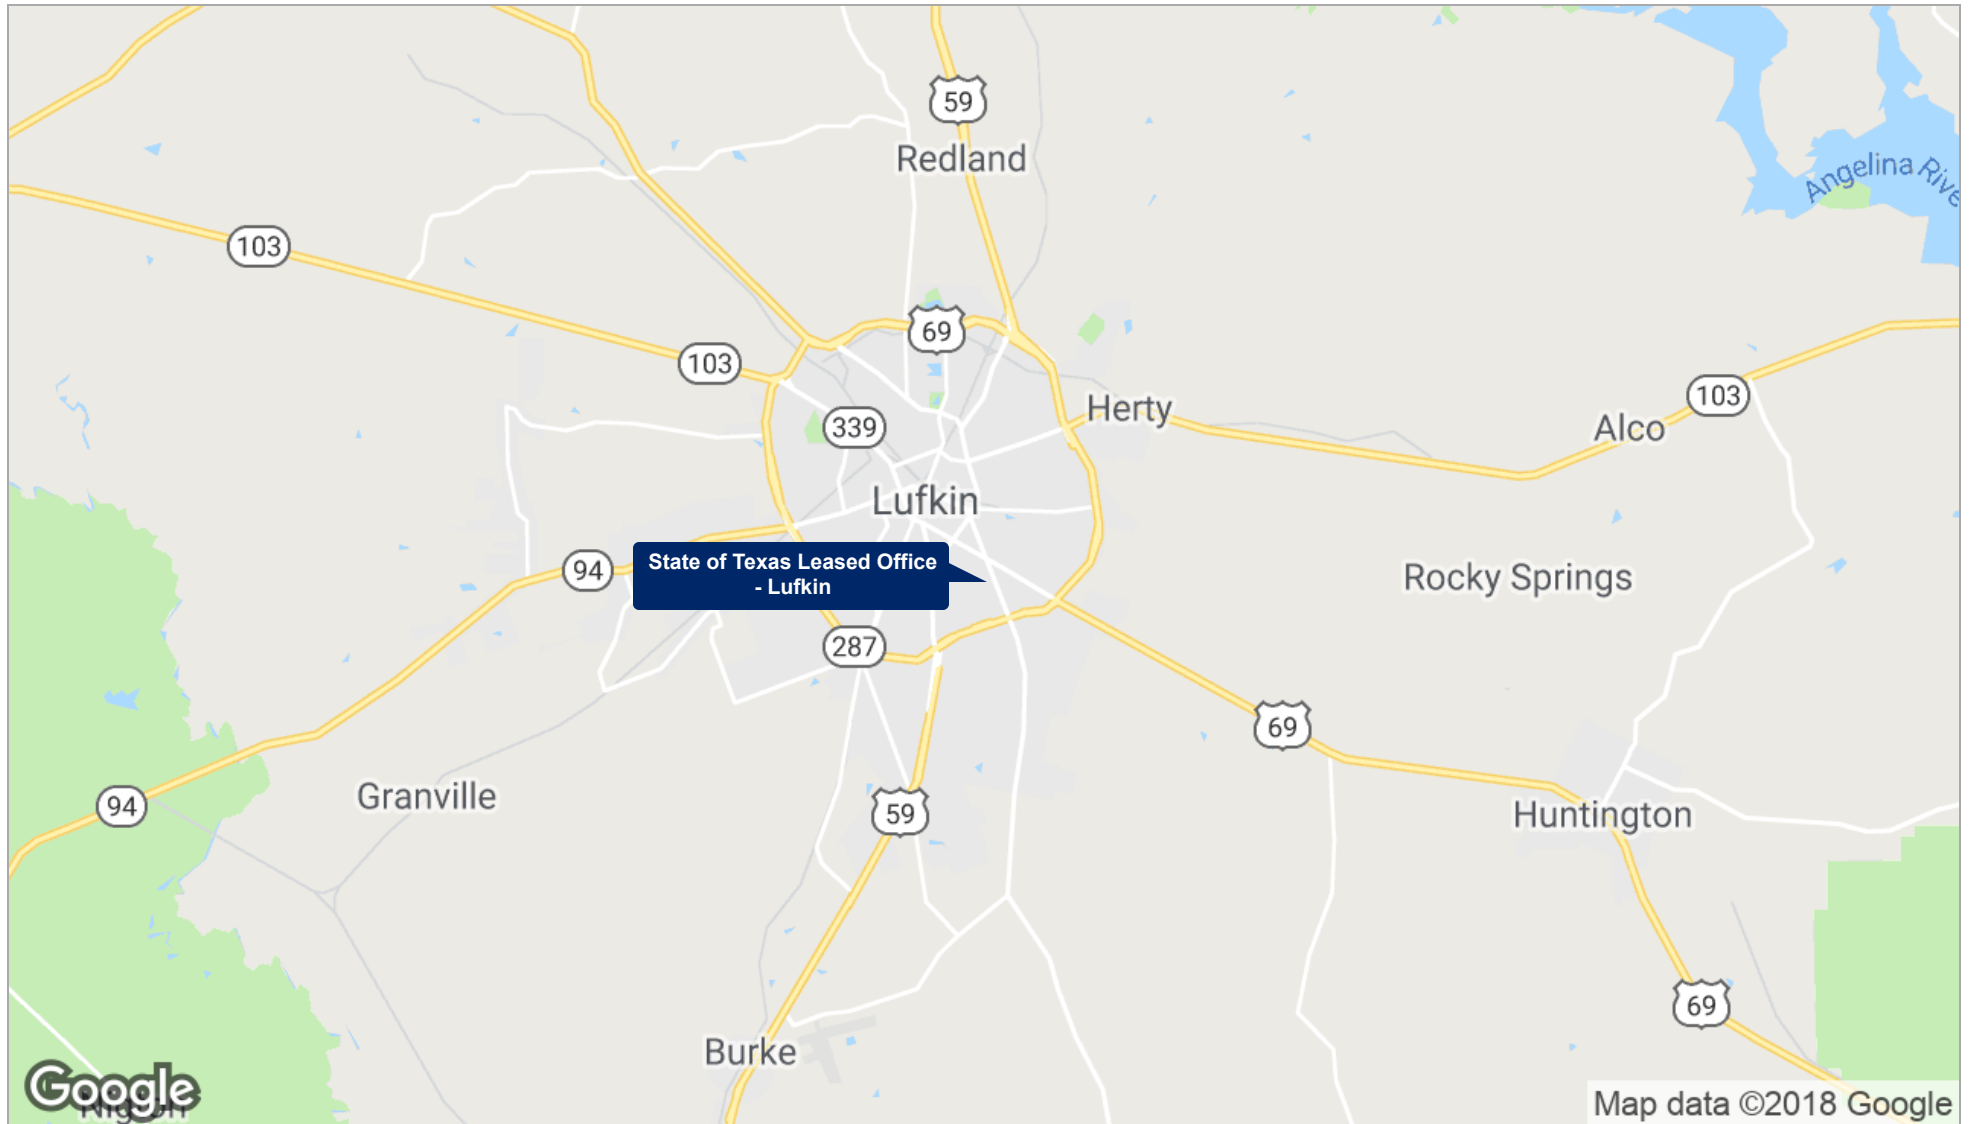 59
Redland
Angelina Rive
103
69
103
103
Herty
339
Alco
Lufkin
State of Texas Leased Office
- Lufkin
94
Rocky Springs
287
69
Granville
94
59
Huntington
69
Burke
Google
Map data ©2018 Google